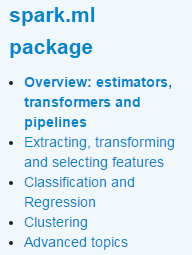 spark.ml
package
Overview: estimators,
transformers and
pipelines
Extracting, transforming
and selecting features
Classification and
Regression
Clustering
Advanced topics